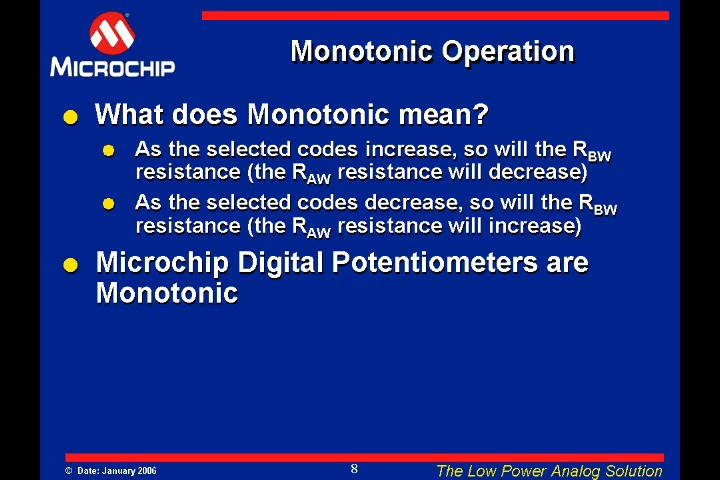 MICROCHIP
Monotonic Operation
What does Monotonic mean?
As the selected codes increase, so will the RBW
resistance (the RAW resistance will decrease)
As the selected codes decrease, so will the RBW
resistance (the RAW resistance will increase)
Microchip Digital Potentiometers are
Monotonic
© Date: January 2006
8
The Low Power Analog Solution